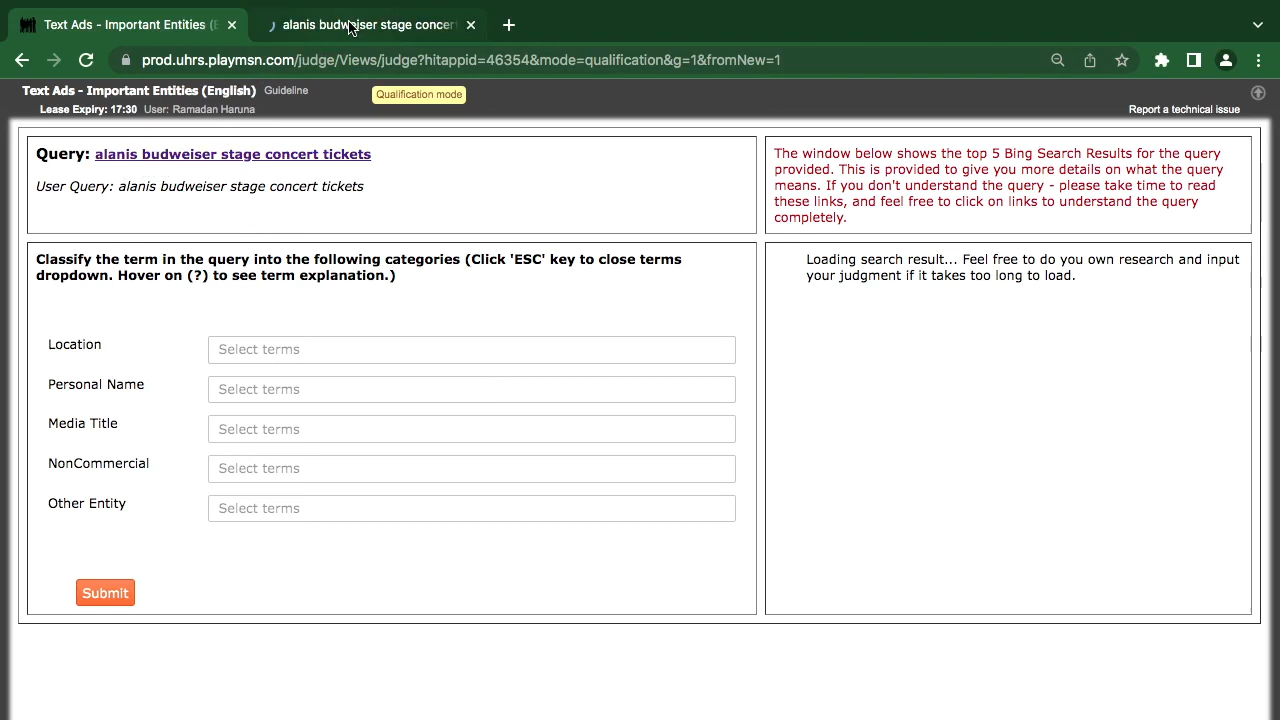 Text Ads - Important Entities (E
alanis budweiser stage concert
prod.uhrs.playmsn.com/judge/Views/judge?hitappid=46354&mode=qualification&g=1&fromNew=1
Text Ads - Important Entities (English) Guideline
Qualification mode
Lease Expiry: 17:30 User: Ramadan Haruna
Report a technical issue
Query: alanis budweiser stage concert tickets
User Query: alanis budweiser stage concert tickets
The window below shows the top 5 Bing Search Results for the query
provided. This is provided to give you more details on what the query
means. If you don't understand the query - please take time to read
these links, and feel free to click on links to understand the query
completely.
Classify the term in the query into the following categories (Click 'ESC' key to close terms
dropdown. Hover on (?) to see term explanation.)
Location Select terms
Personal Name Select terms
Media Title Select terms
NonCommercial Select terms
Other Entity Select terms
Submit
Loading search result... Feel free to do you own research and input
your judgment if it takes too long to load.